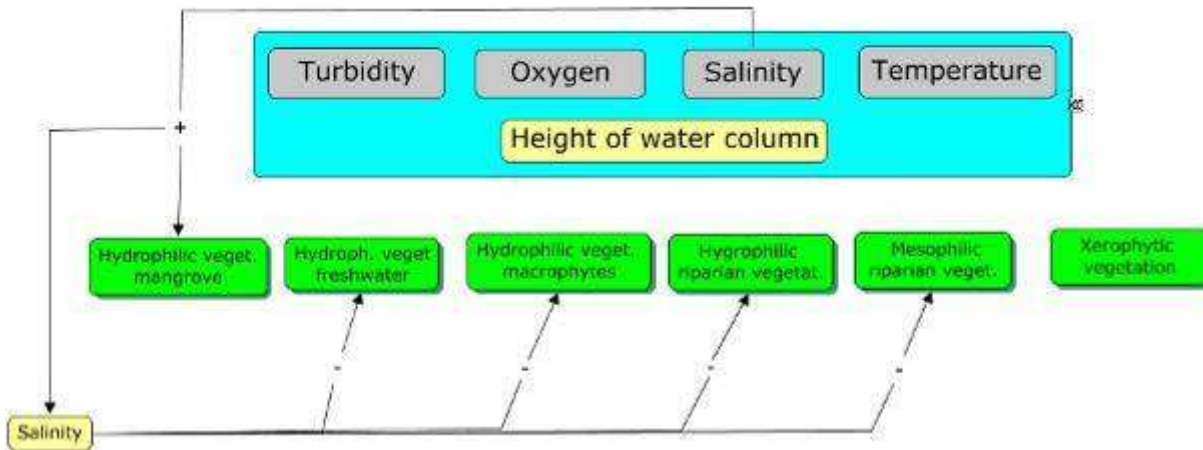 Turbidity
Oxygen
Salinity
Temperature
Height of water column
+
Hydrophilic veget.
mangrove
Hydroph. veget
freshwater
Hydrophilic veget.
macrophytes
Hygrophilic
riparian vegetat.
Mesophilic
riparian veget.
Xerophytic
vegetation
-
-
-
-
Salinity